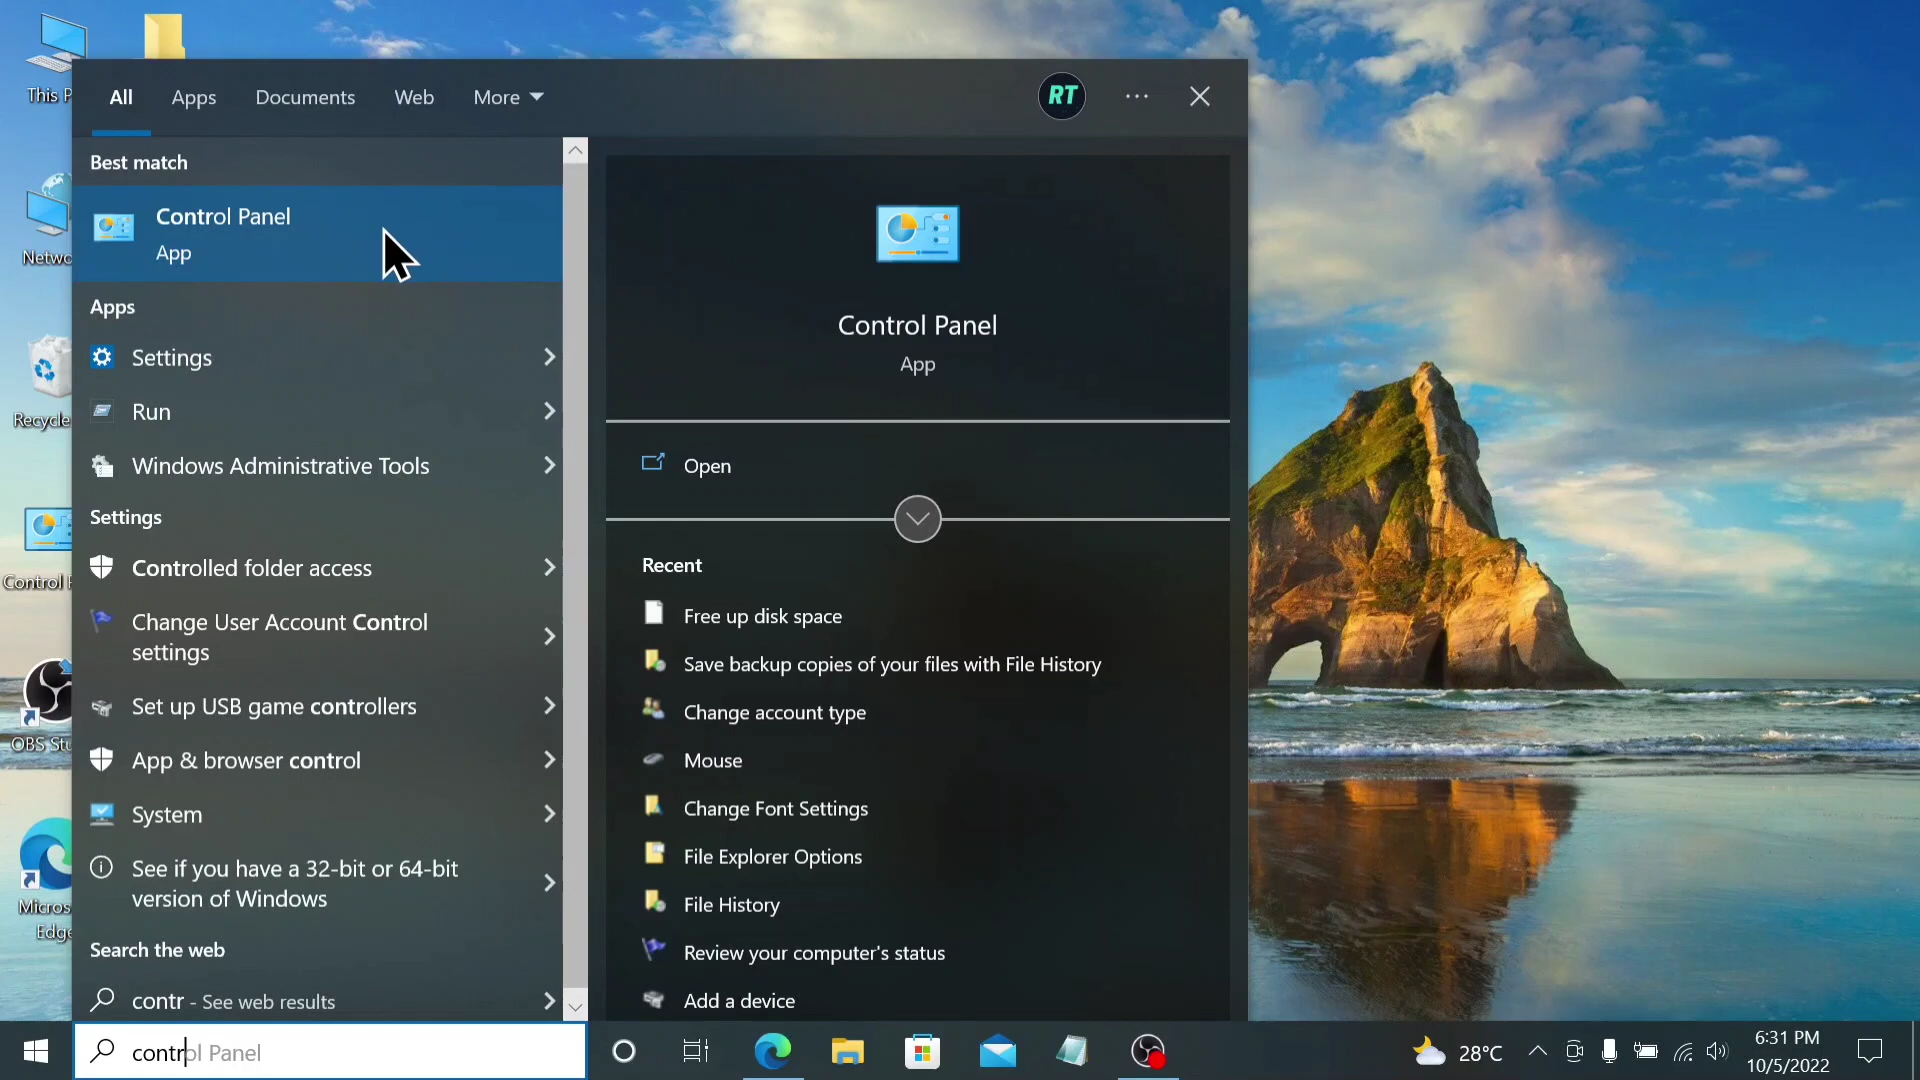 This P
All Apps Documents Web More
RT
Best match
Control Panel
App
Apps
Settings
Run
Windows Administrative Tools
Settings
Controlled folder access
Change User Account Control
settings
Set up USB game controllers
App & browser control
System
See if you have a 32-bit or 64-bit
version of Windows
Search the web
contr - See web results
control Panel
Control Panel
App
Open
Recent
Free up disk space
Save backup copies of your files with File History
Change account type
Mouse
Change Font Settings
File Explorer Options
File History
Review your computer's status
Add a device
Netwo
Recycle
Control P
OBS Stu
Micros
Edge
28°C
6:31 PM
10/5/2022